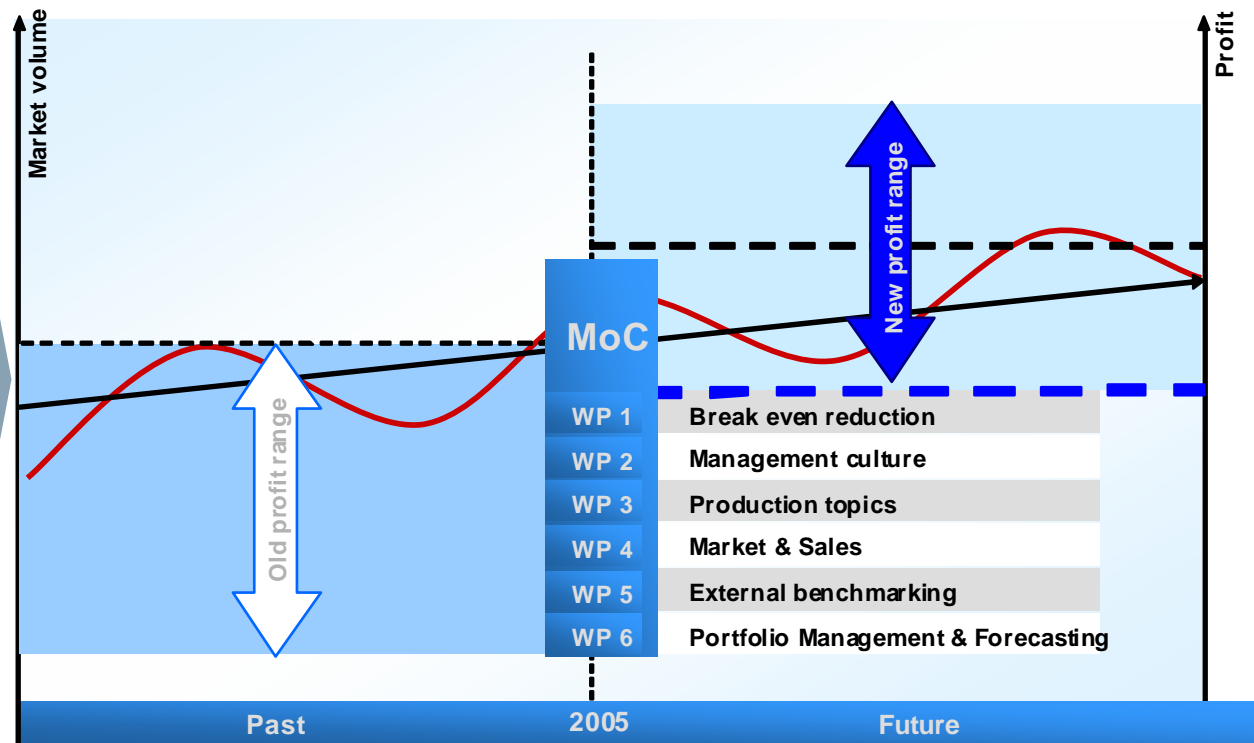 Market volume
Profit
New profit range
Old profit range
MoC
WP 1 Break even reduction
WP 2 Management culture
WP 3 Production topics
WP 4 Market & Sales
WP 5 External benchmarking
WP 6 Portfolio Management & Forecasting
Past 2005 Future